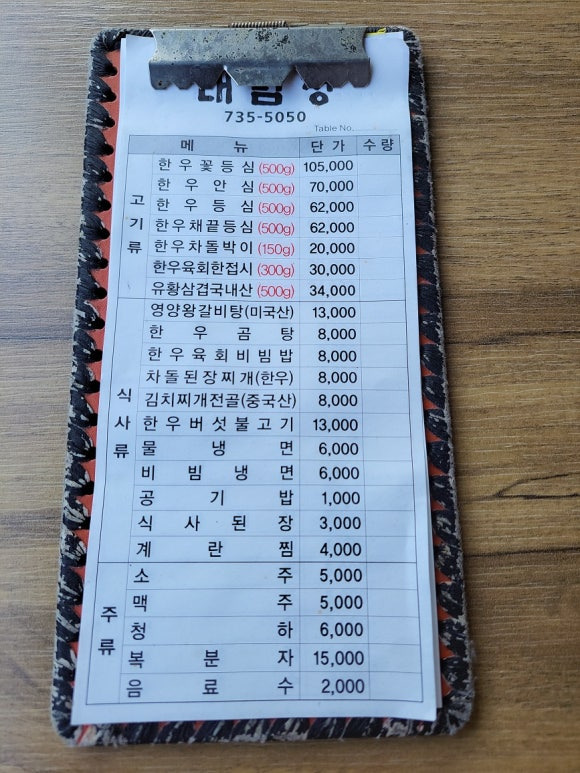 735-5050
Table No.
메 뉴 단 가 수 량
고기류
한우꽃등심 (500g) 105,000
한우안심 (500g) 70,000
한우등심 (500g) 62,000
한우채끝등심 (500g) 62,000
한우차돌박이 (150g) 20,000
한우육회한접시 (300g) 30,000
유황삼겹국내산 (500g) 34,000
식사류
영양왕갈비탕(미국산) 13,000
한우곰탕 8,000
한우육회비빔밥 8,000
차돌된장찌개(한우) 8,000
김치찌개전골(중국산) 8,000
한우버섯불고기 13,000
물냉면 6,000
비빔냉면 6,000
공기밥 1,000
식사된장 3,000
계란찜 4,000
주류
소주 5,000
맥주 5,000
청하 6,000
복분자 15,000
음료수 2,000